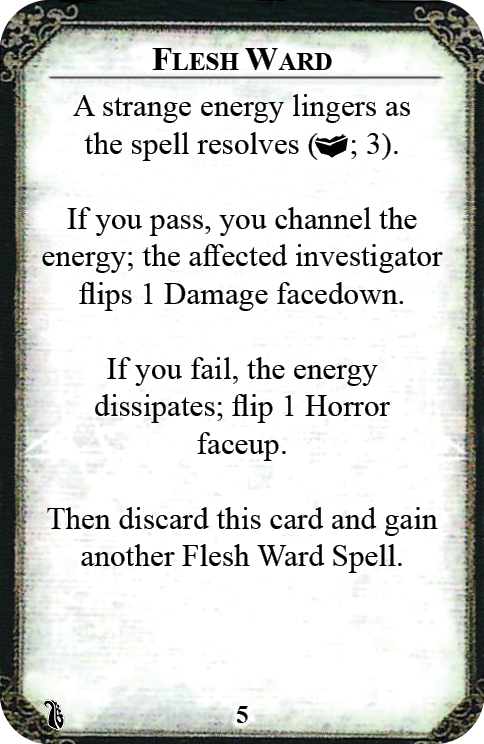 Flesh Ward
A strange energy lingers as
the spell resolves (; 3).
If you pass, you channel the
energy; the affected investigator
flips 1 Damage facedown.
If you fail, the energy
dissipates; flip 1 Horror
faceup.
Then discard this card and gain
another Flesh Ward Spell.
5